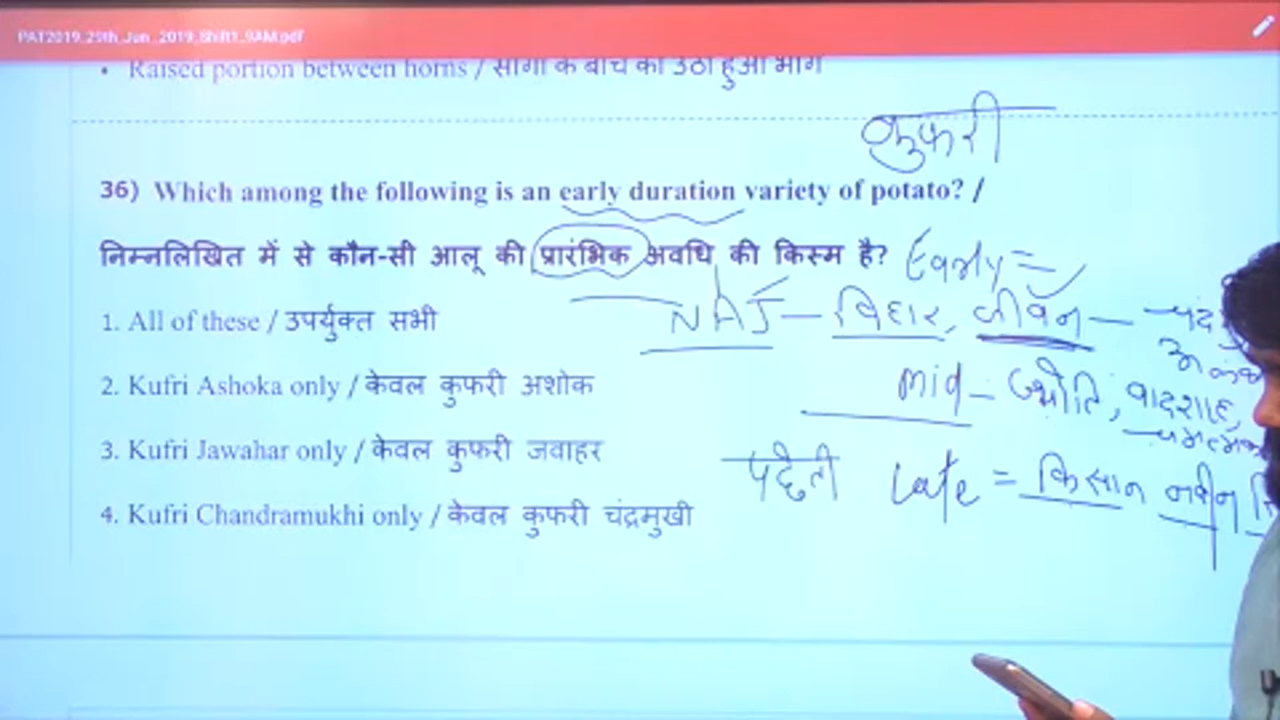 PAT2019_29th_Jun_2019_Shift1_9AM.pdf
• Raised portion between horns / सींगों के बीच का उठा हुआ भाग
कुफरी
36) Which among the following is an early duration variety of potato? /
निम्नलिखित में से कौन-सी आलू की प्रारंभिक अवधि की किस्म है? Early =
1. All of these / उपर्युक्त सभी
NAJ – विहार, जीवन –
2. Kufri Ashoka only / केवल कुफरी अशोक
mid – ज्योति, बादशाह,
3. Kufri Jawahar only / केवल कुफरी जवाहर
Late = किसान नवीन
4. Kufri Chandramukhi only / केवल कुफरी चंद्रमुखी